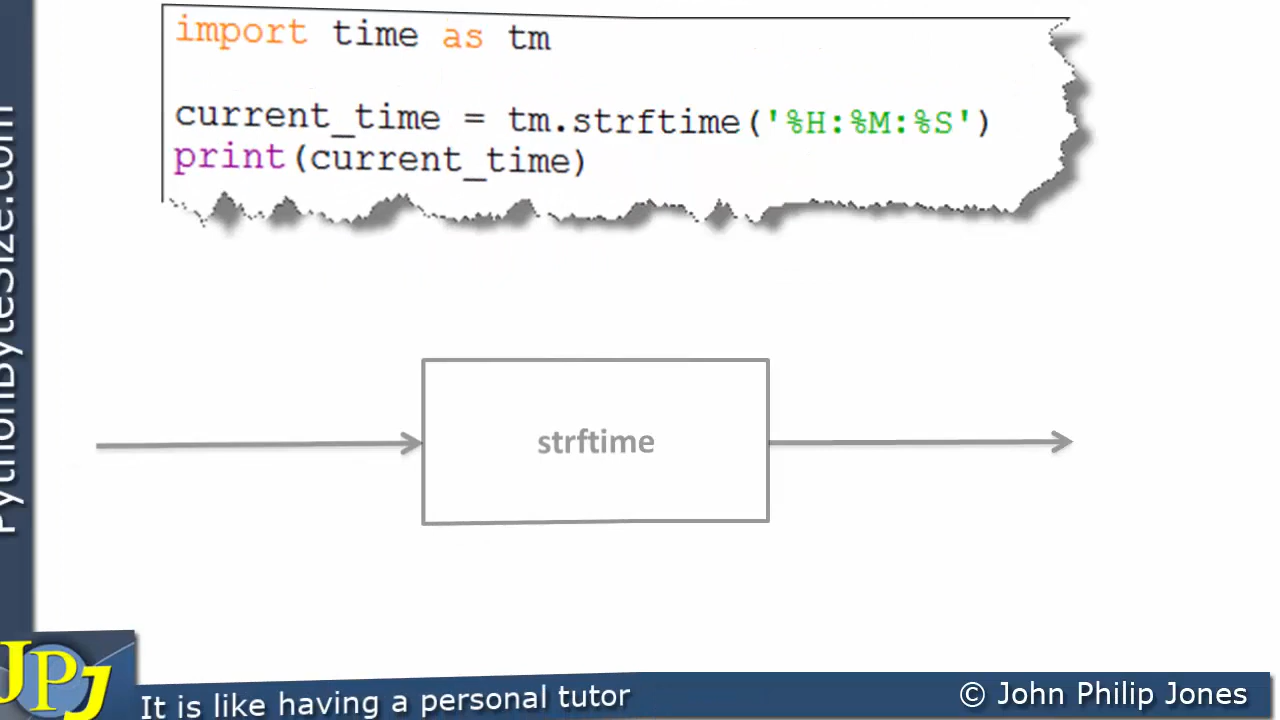 import time as tm
current_time = tm.strftime('%H:%M:%S')
print(current_time)
strftime
PythonByteSize.com
JPJ
It is like having a personal tutor
© John Philip Jones